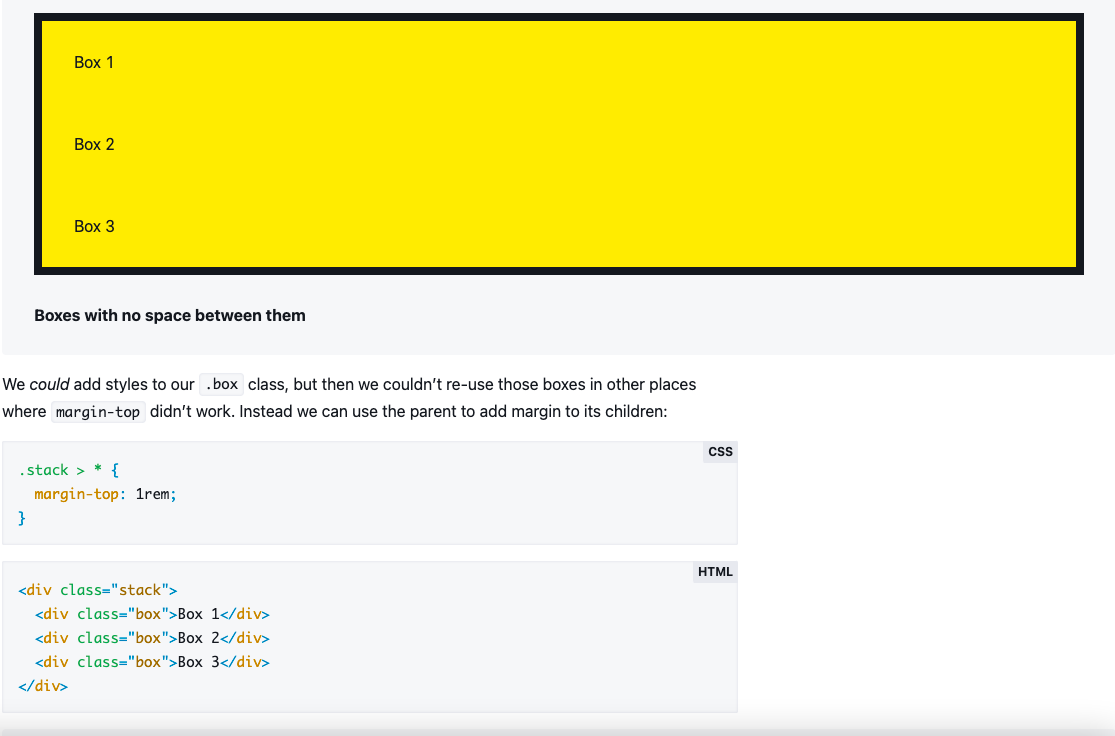 Box 1
Box 2
Box 3
Boxes with no space between them
We could add styles to our .box class, but then we couldn’t re-use those boxes in other places
where margin-top didn’t work. Instead we can use the parent to add margin to its children:
CSS
.stack > * {
  margin-top: 1rem;
}
HTML
<div class="stack">
  <div class="box">Box 1</div>
  <div class="box">Box 2</div>
  <div class="box">Box 3</div>
</div>